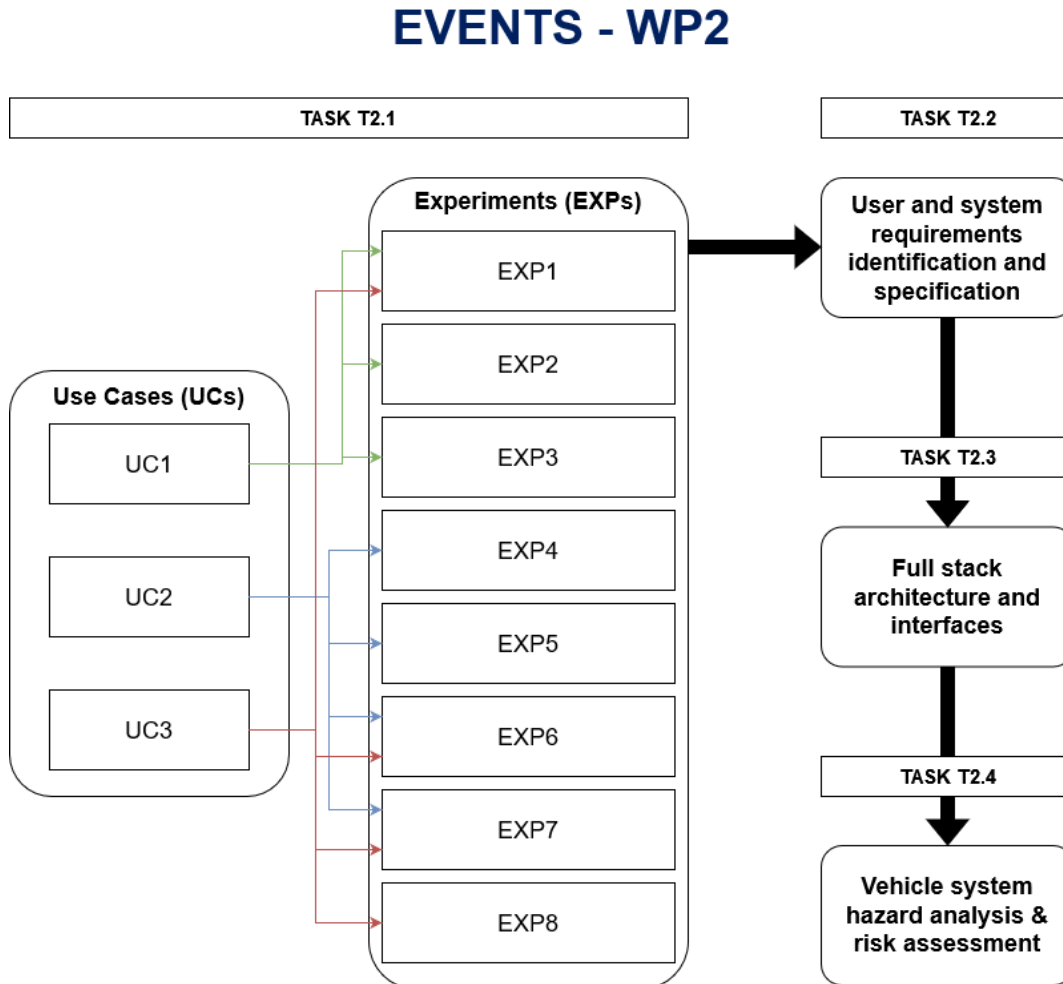 EVENTS - WP2
TASK T2.1
TASK T2.2
Experiments (EXPs)
EXP1
EXP2
EXP3
EXP4
EXP5
EXP6
EXP7
EXP8
Use Cases (UCs)
UC1
UC2
UC3
User and system
requirements
identification and
specification
TASK T2.3
Full stack
architecture and
interfaces
TASK T2.4
Vehicle system
hazard analysis &
risk assessment